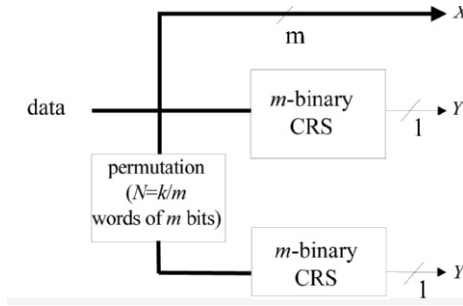 X
m
data
m-binary
CRS
Y
1
permutation
(N=k/m
words of m bits)
m-binary
CRS
Y
1